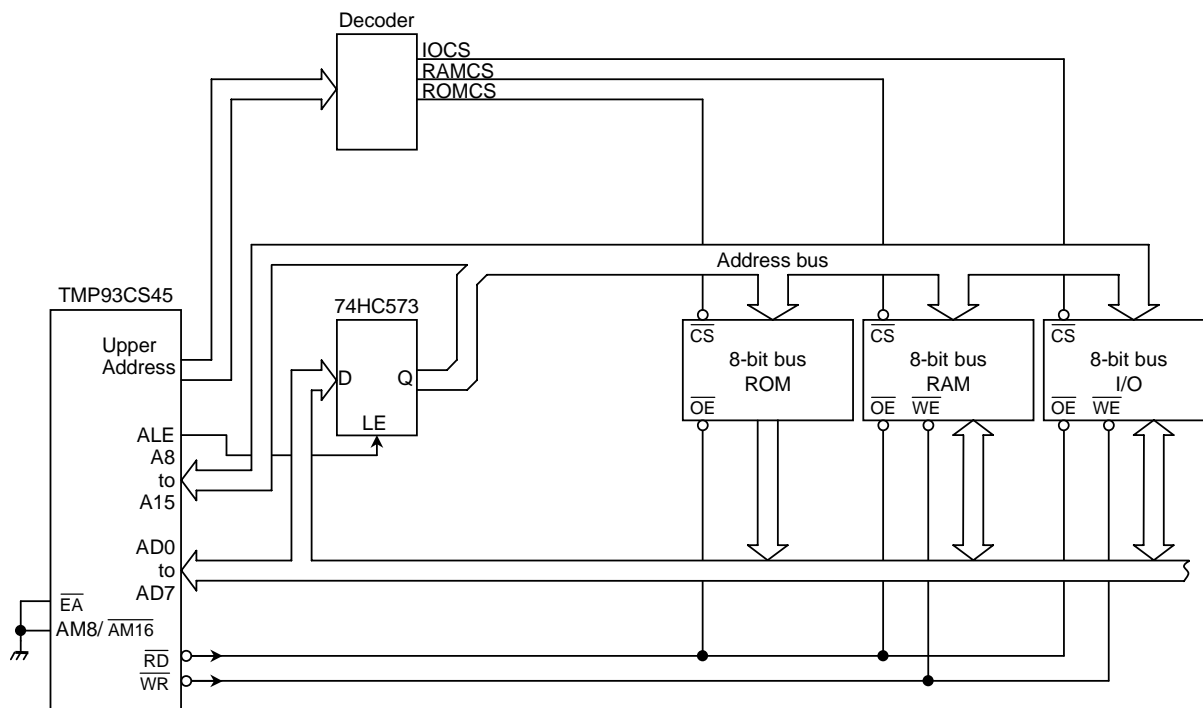 Decoder
IOCS
RAMCS
ROMCS
Address bus
TMP93CS45
74HC573
Upper
Address
D
Q
LE
CS
8-bit bus
ROM
OE
CS
8-bit bus
RAM
OE
WE
CS
8-bit bus
I/O
OE
WE
ALE
A8
to
A15
AD0
to
AD7
EA
AM8/ AM16
RD
WR